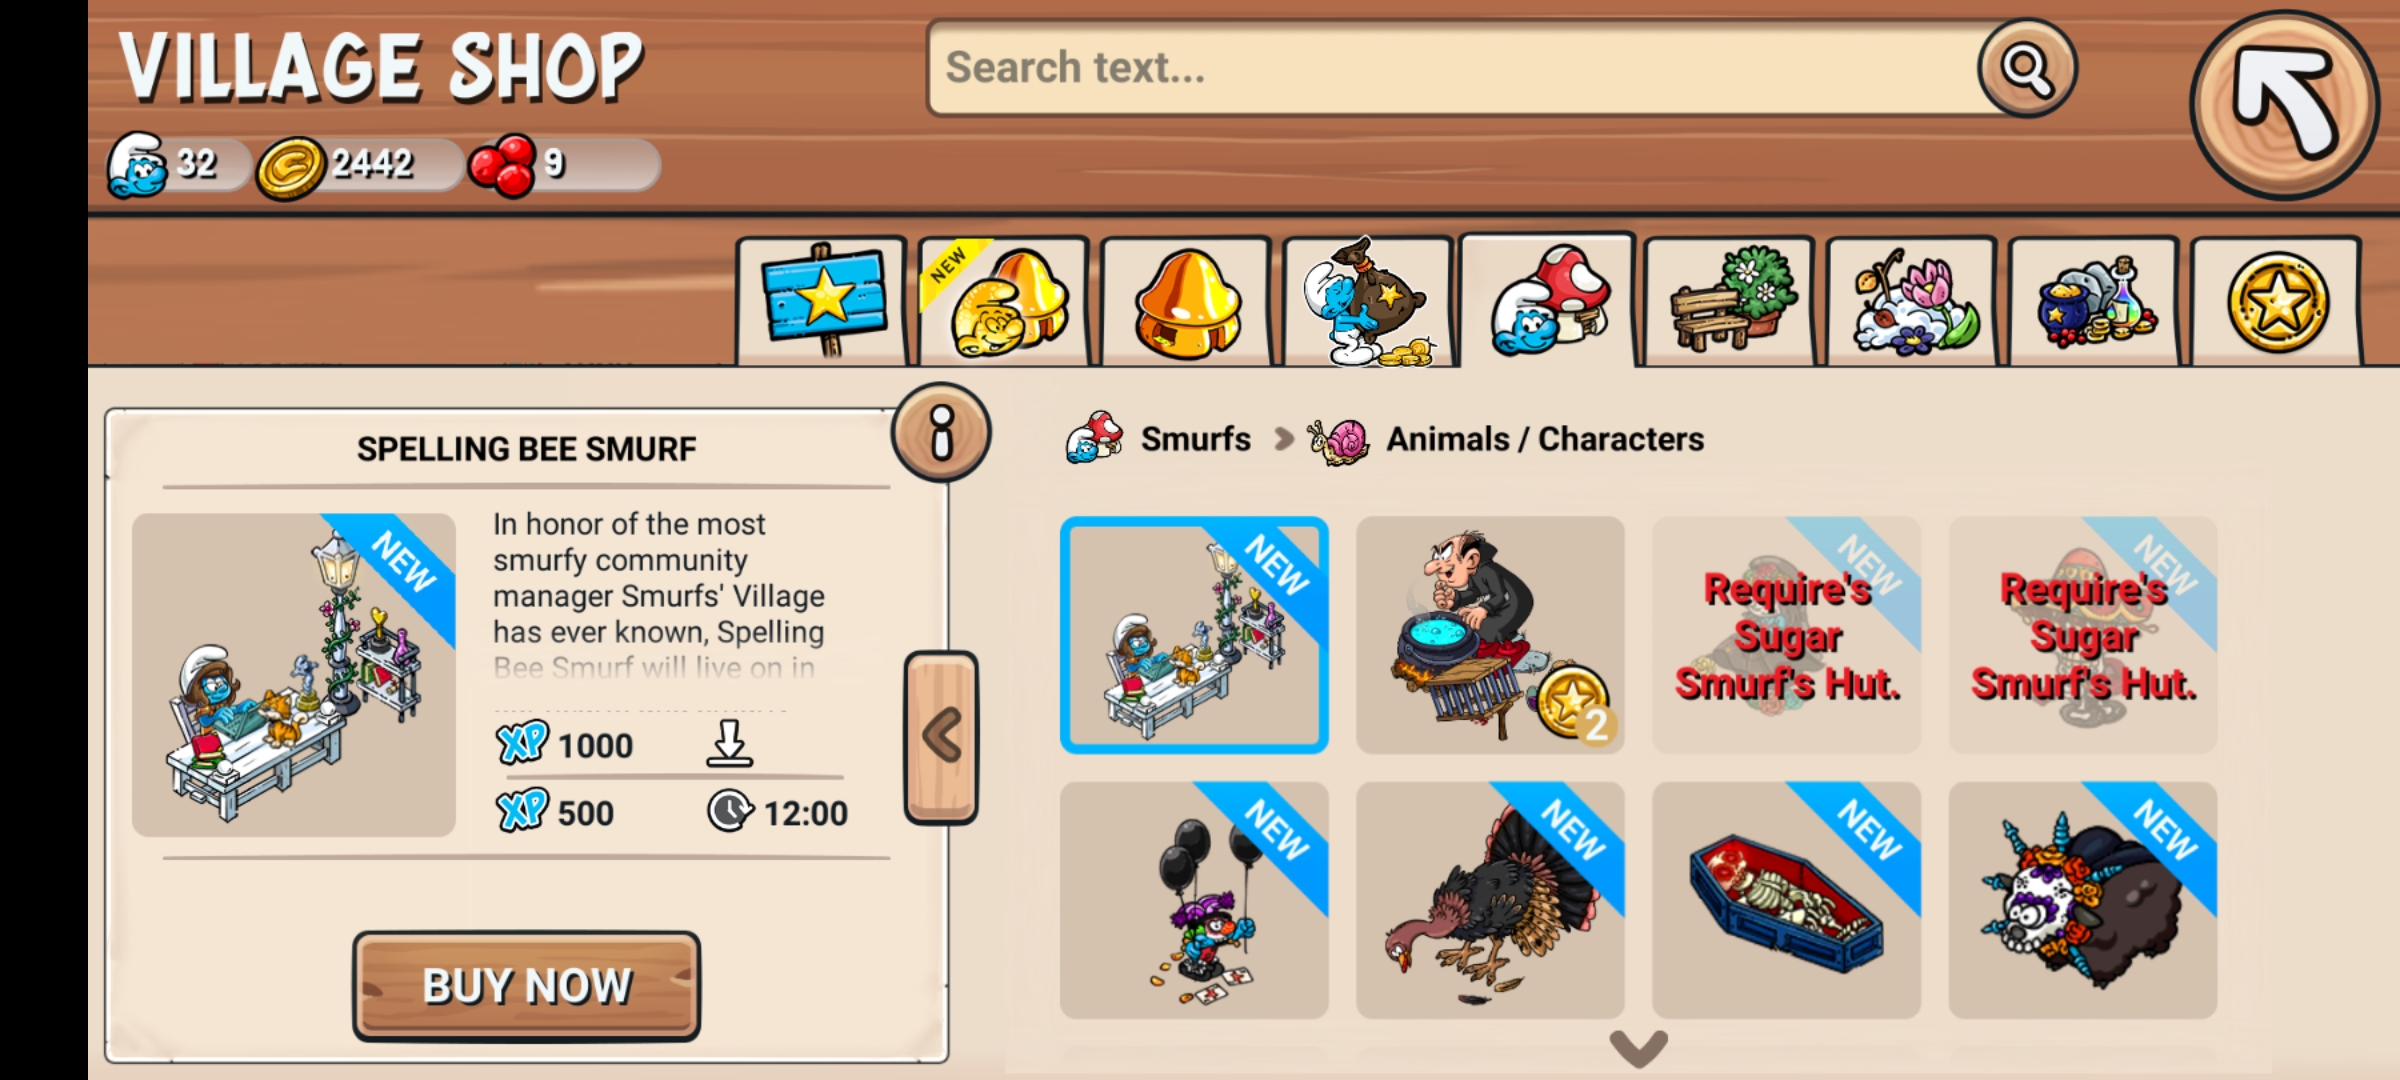 VILLAGE SHOP
Search text...
32
2442
9
NEW
SPELLING BEE SMURF
NEW
In honor of the most
smurfy community
manager Smurfs' Village
has ever known, Spelling
Bee Smurf will live on in
XP 1000
XP 500
12:00
BUY NOW
Smurfs
Animals / Characters
NEW
2
NEW
Require's
Sugar
Smurf's Hut.
NEW
Require's
Sugar
Smurf's Hut.
NEW
NEW
NEW
NEW